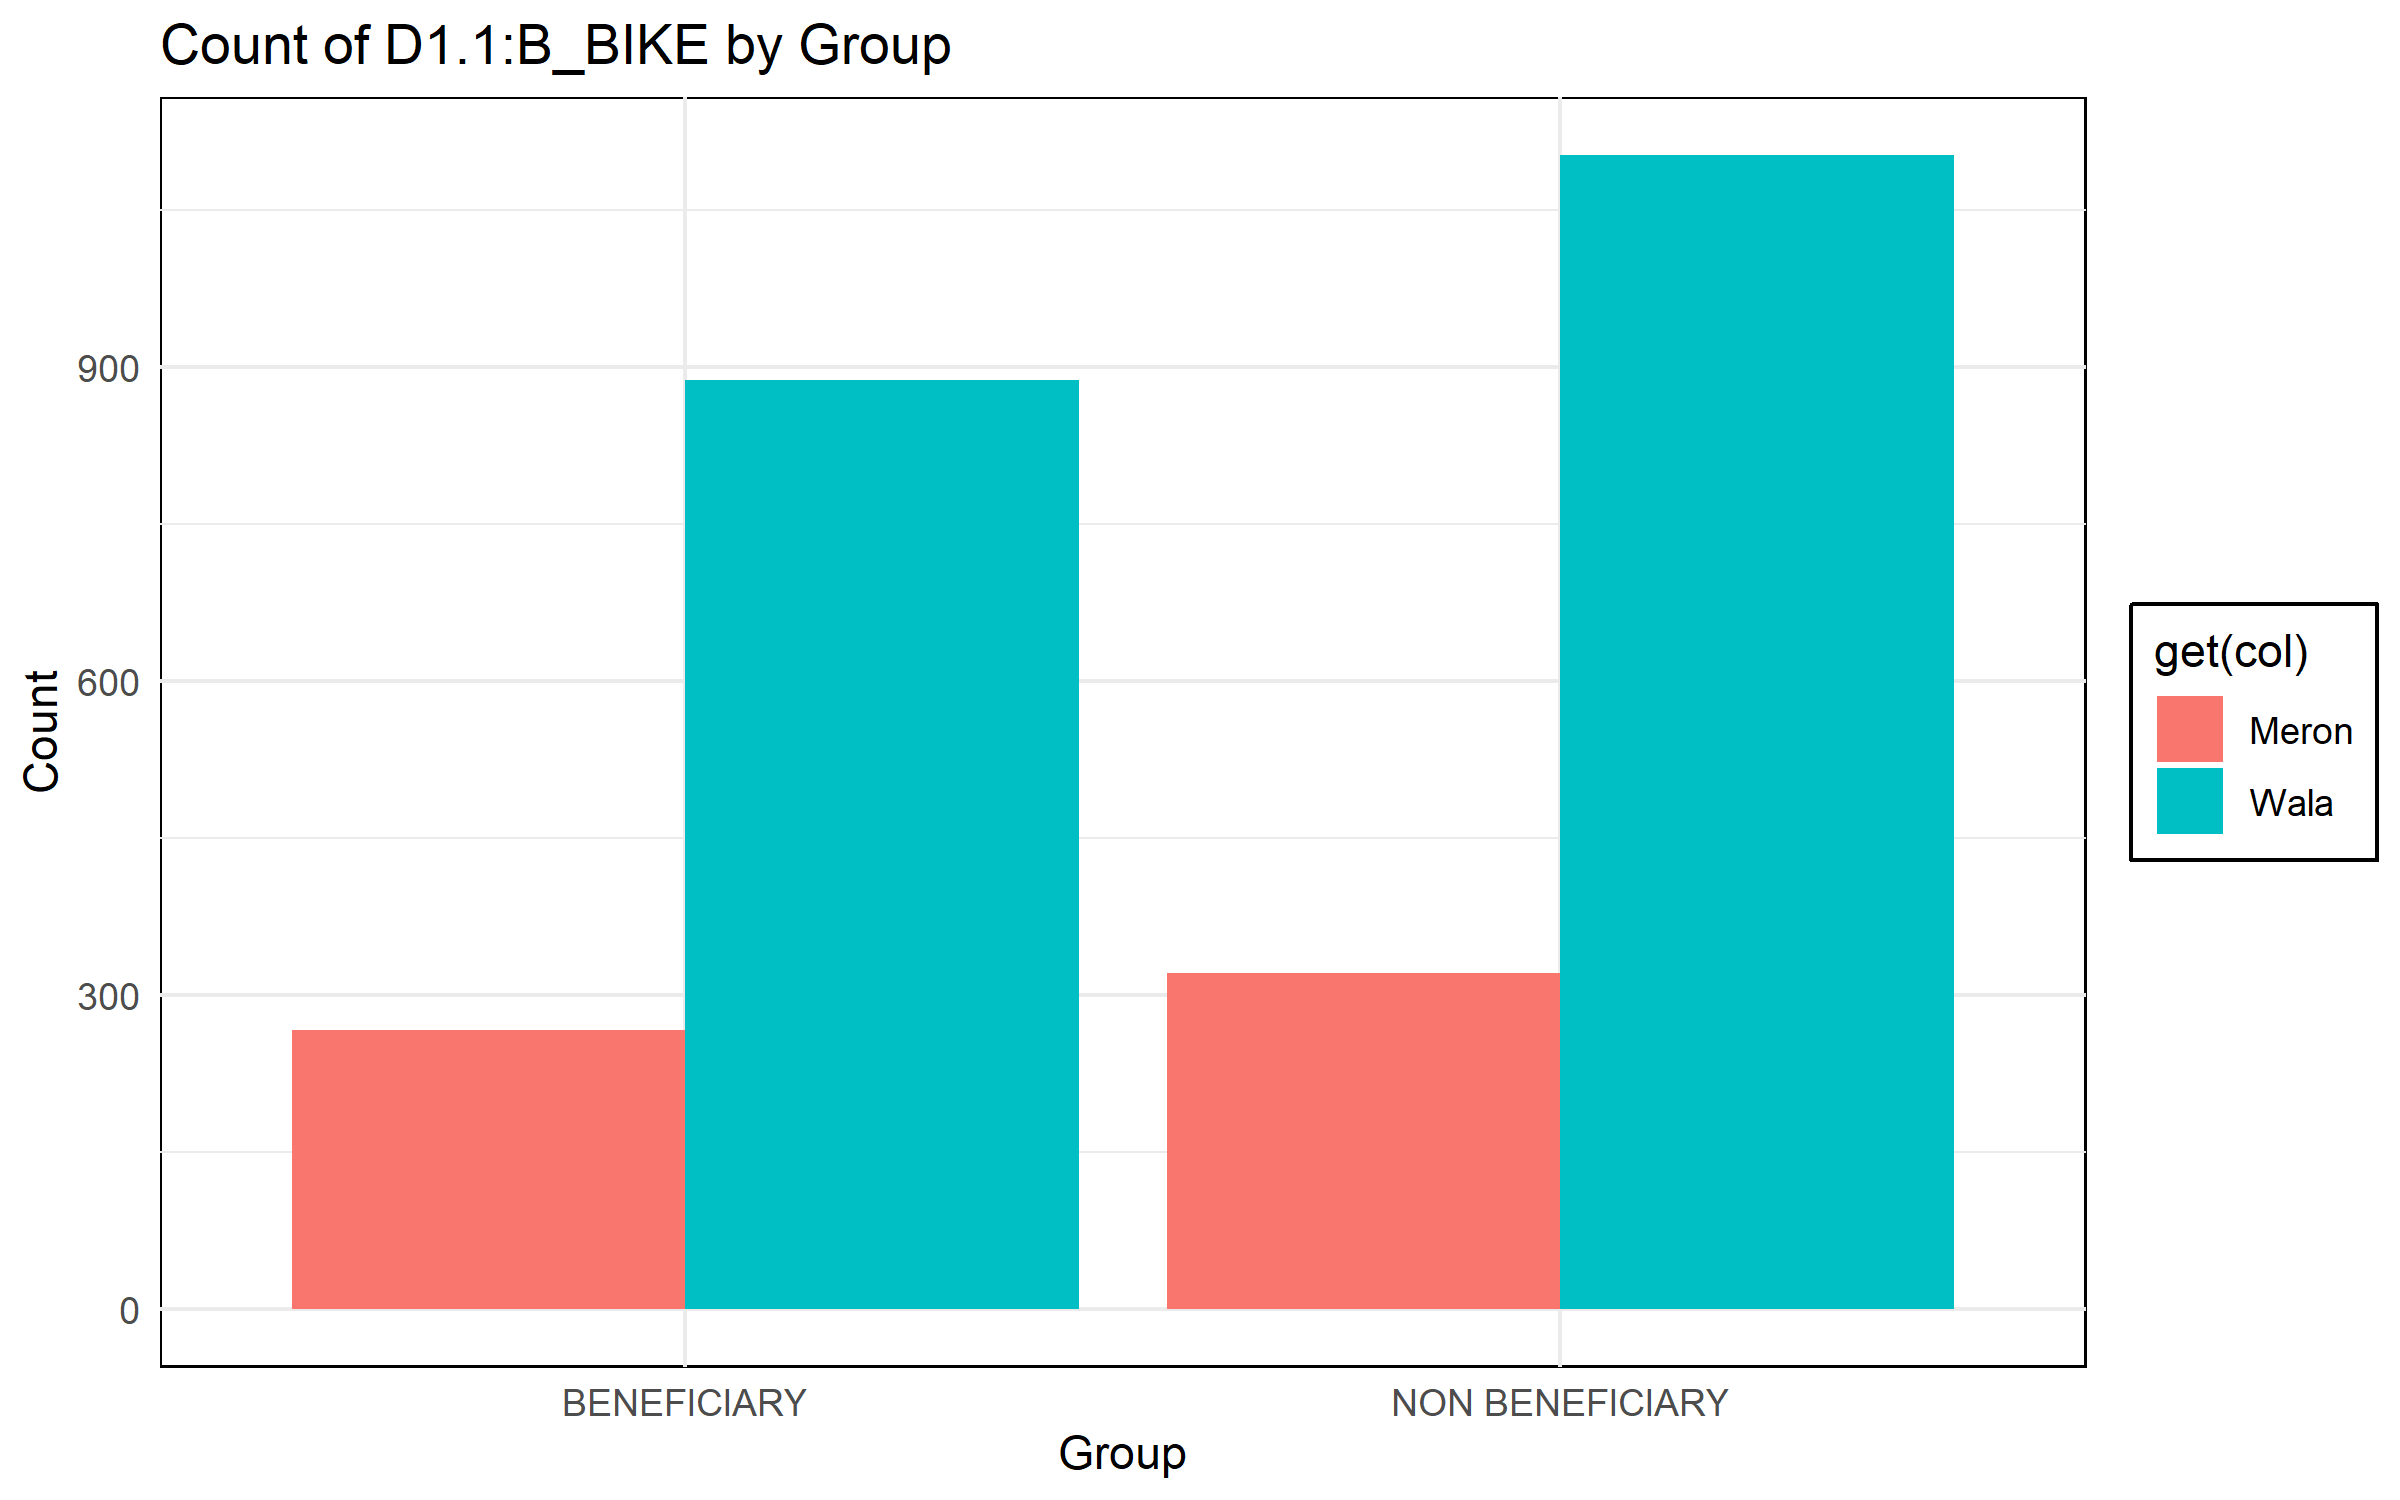 Count of D1.1:B_BIKE by Group
Count
900
600
300
0
BENEFICIARY
NON BENEFICIARY
Group
get(col)
Meron
Wala